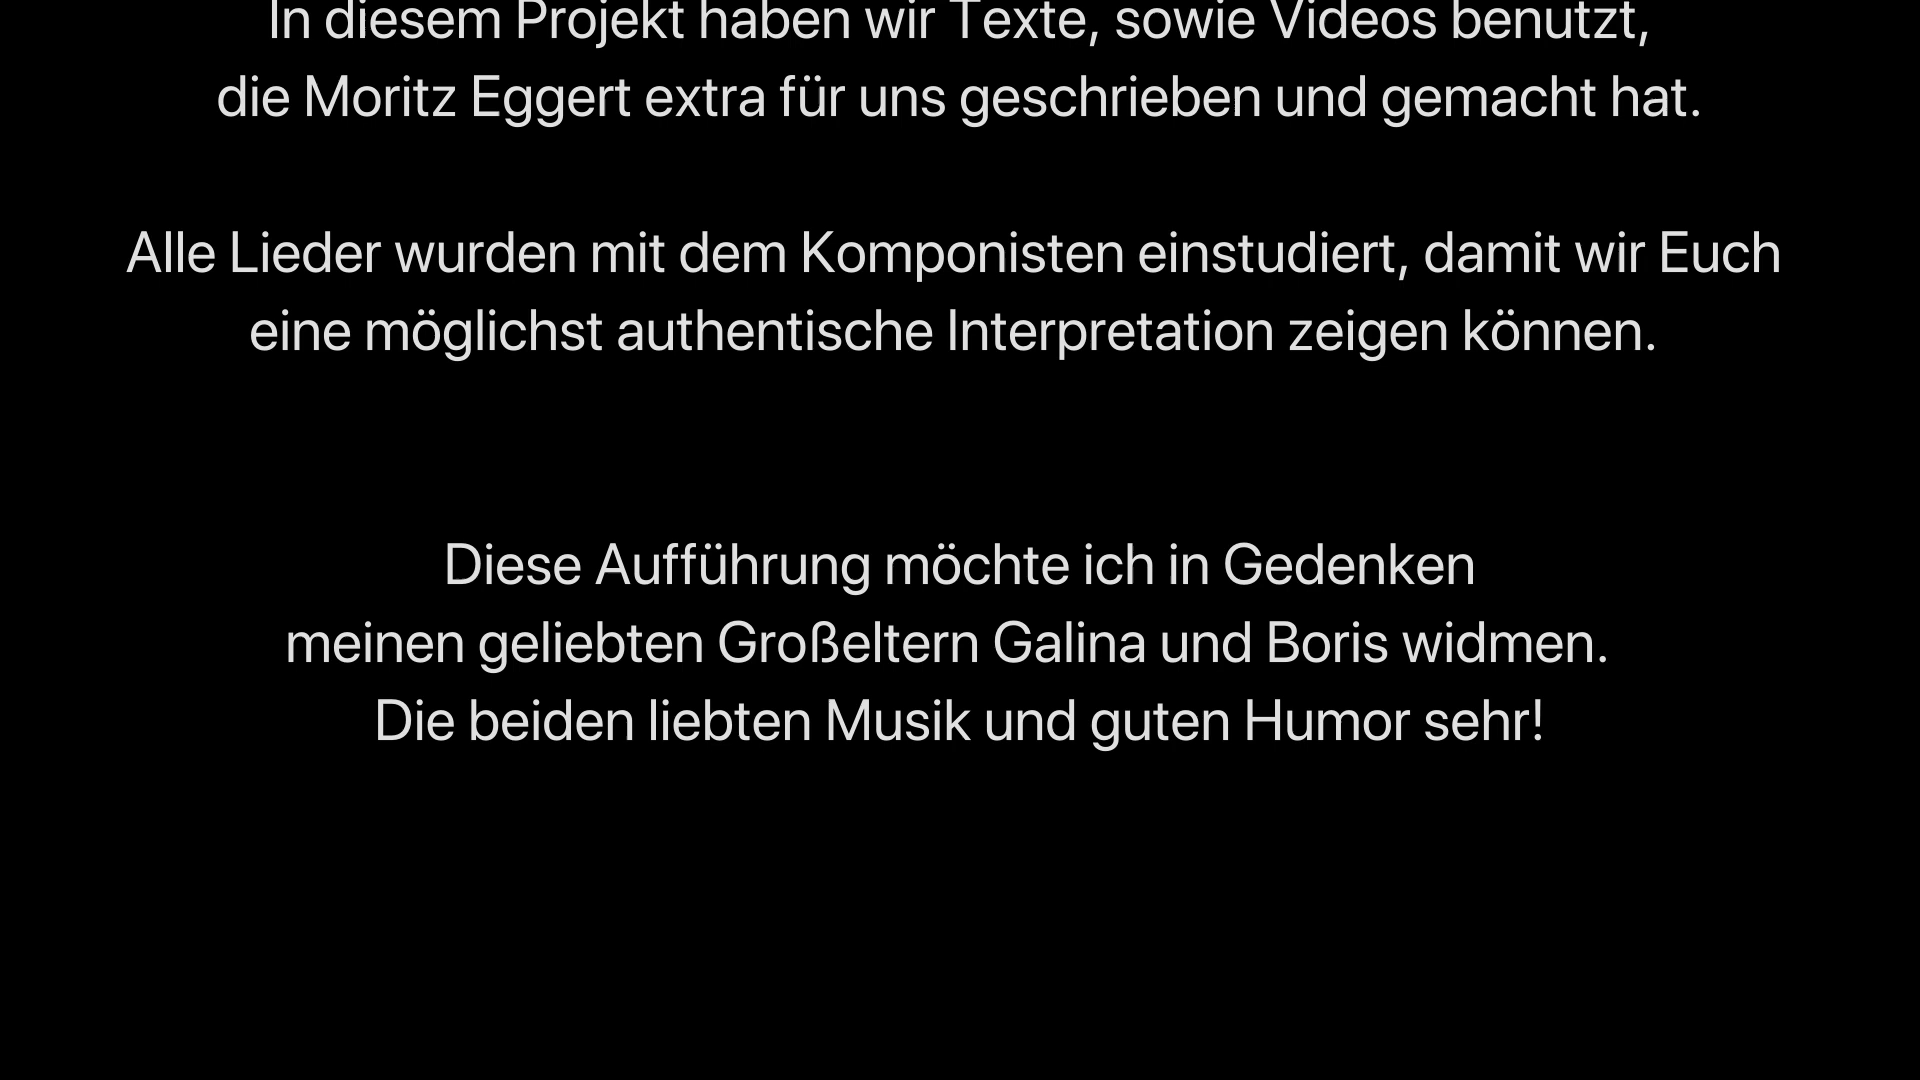 In diesem Projekt haben wir Texte, sowie Videos benutzt,
die Moritz Eggert extra für uns geschrieben und gemacht hat.
Alle Lieder wurden mit dem Komponisten einstudiert, damit wir Euch
eine möglichst authentische Interpretation zeigen können.
Diese Aufführung möchte ich in Gedenken
meinen geliebten Großeltern Galina und Boris widmen.
Die beiden liebten Musik und guten Humor sehr!